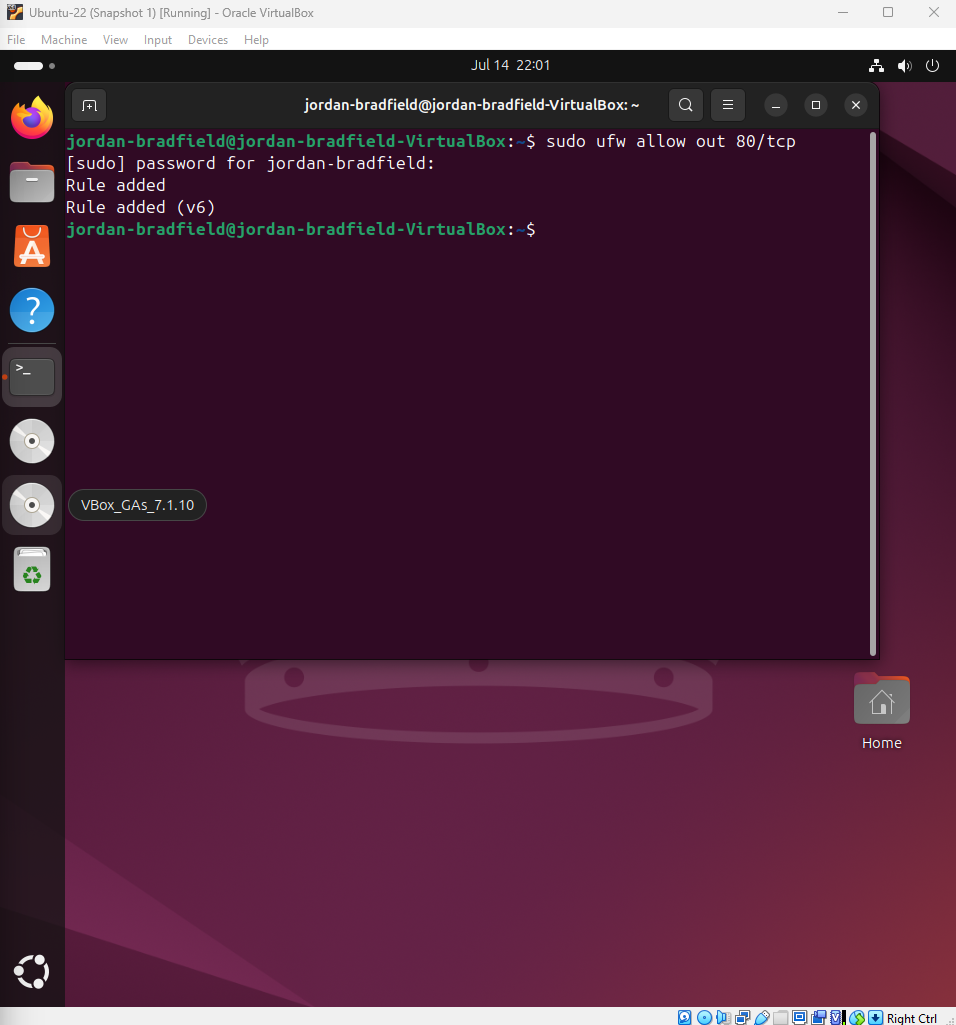 Ubuntu-22 (Snapshot 1) [Running] - Oracle VirtualBox
File Machine View Input Devices Help
Jul 14 22:01
jordan-bradfield@jordan-bradfield-VirtualBox: ~
jordan-bradfield@jordan-bradfield-VirtualBox:~$ sudo ufw allow out 80/tcp
[sudo] password for jordan-bradfield:
Rule added
Rule added (v6)
jordan-bradfield@jordan-bradfield-VirtualBox:~$
>_
?
VBox_GAs_7.1.10
Home
Right Ctrl